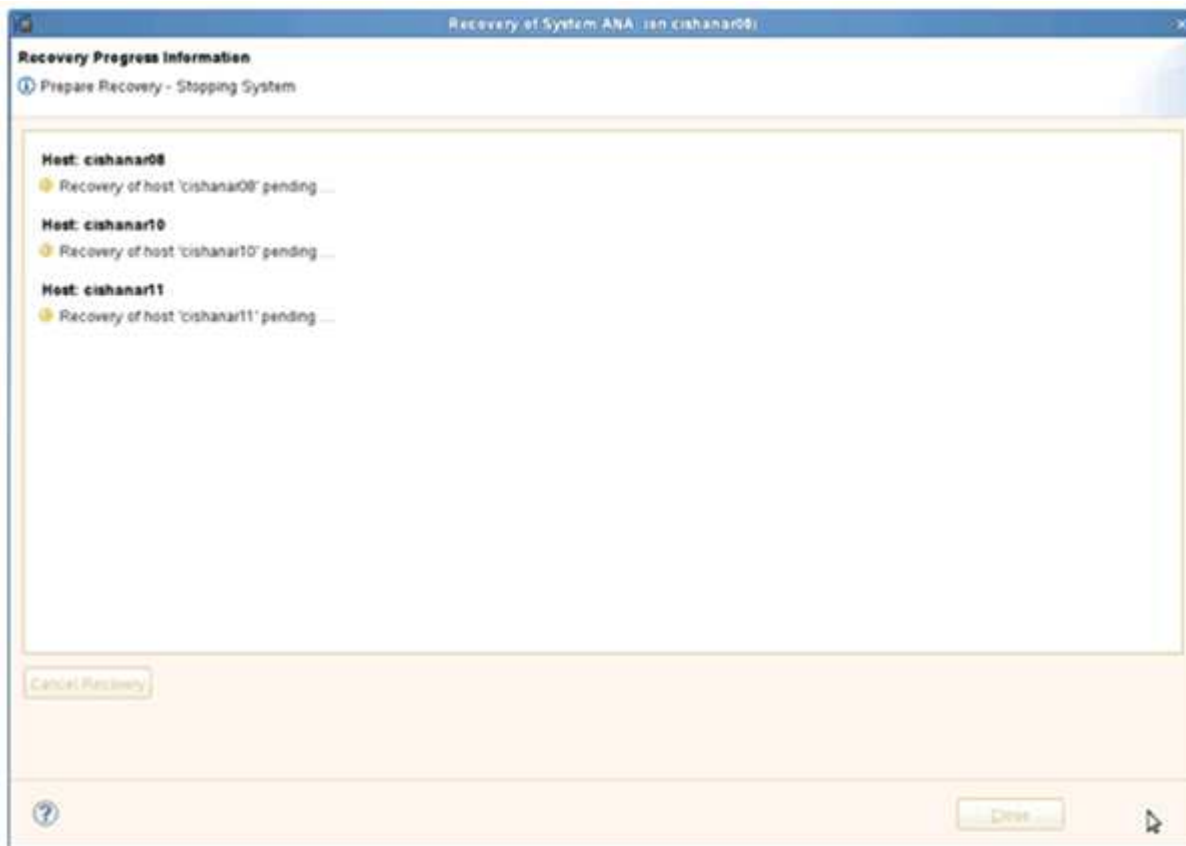 Recovery of System ANA (on cishanar08)
Recovery Progress Information
Prepare Recovery - Stopping System
Host: cishanar08
Recovery of host 'cishanar08' pending ...
Host: cishanar10
Recovery of host 'cishanar10' pending ...
Host: cishanar11
Recovery of host 'cishanar11' pending ...
Cancel Recovery
Close